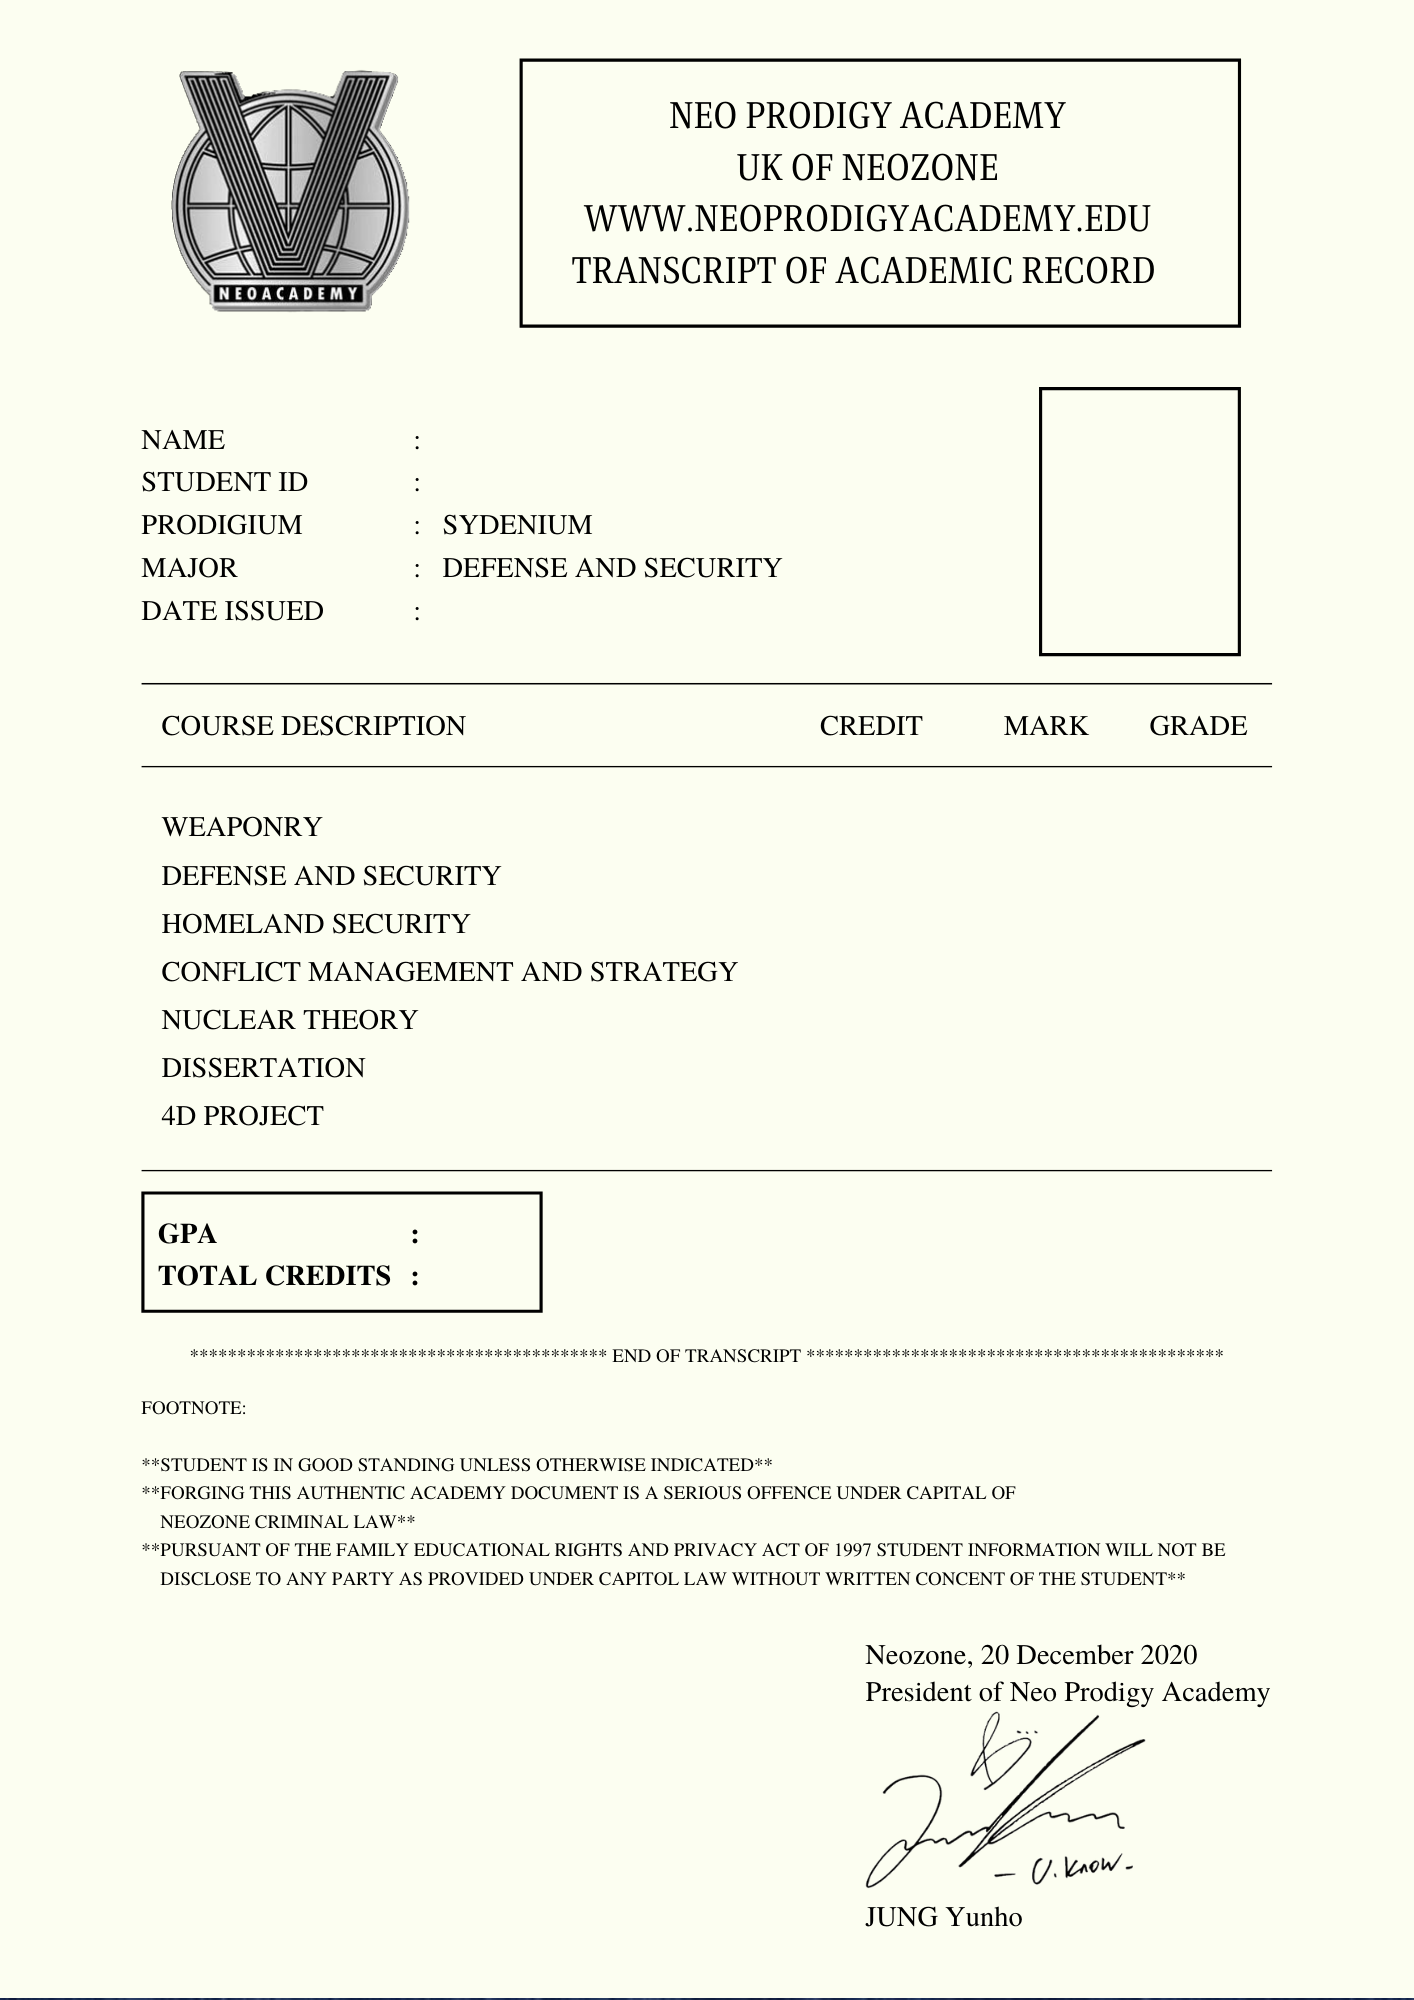 NEOACADEMY
NEO PRODIGY ACADEMY
UK OF NEOZONE
WWW.NEOPRODIGYACADEMY.EDU
TRANSCRIPT OF ACADEMIC RECORD
NAME :
STUDENT ID :
PRODIGIUM : SYDENIUM
MAJOR : DEFENSE AND SECURITY
DATE ISSUED :
COURSE DESCRIPTION CREDIT MARK GRADE
WEAPONRY
DEFENSE AND SECURITY
HOMELAND SECURITY
CONFLICT MANAGEMENT AND STRATEGY
NUCLEAR THEORY
DISSERTATION
4D PROJECT
GPA :
TOTAL CREDITS :
******************************************** END OF TRANSCRIPT ********************************************
FOOTNOTE:
**STUDENT IS IN GOOD STANDING UNLESS OTHERWISE INDICATED**
**FORGING THIS AUTHENTIC ACADEMY DOCUMENT IS A SERIOUS OFFENCE UNDER CAPITAL OF
NEOZONE CRIMINAL LAW**
**PURSUANT OF THE FAMILY EDUCATIONAL RIGHTS AND PRIVACY ACT OF 1997 STUDENT INFORMATION WILL NOT BE
DISCLOSE TO ANY PARTY AS PROVIDED UNDER CAPITOL LAW WITHOUT WRITTEN CONCENT OF THE STUDENT**
Neozone, 20 December 2020
President of Neo Prodigy Academy
- U.Know-
JUNG Yunho